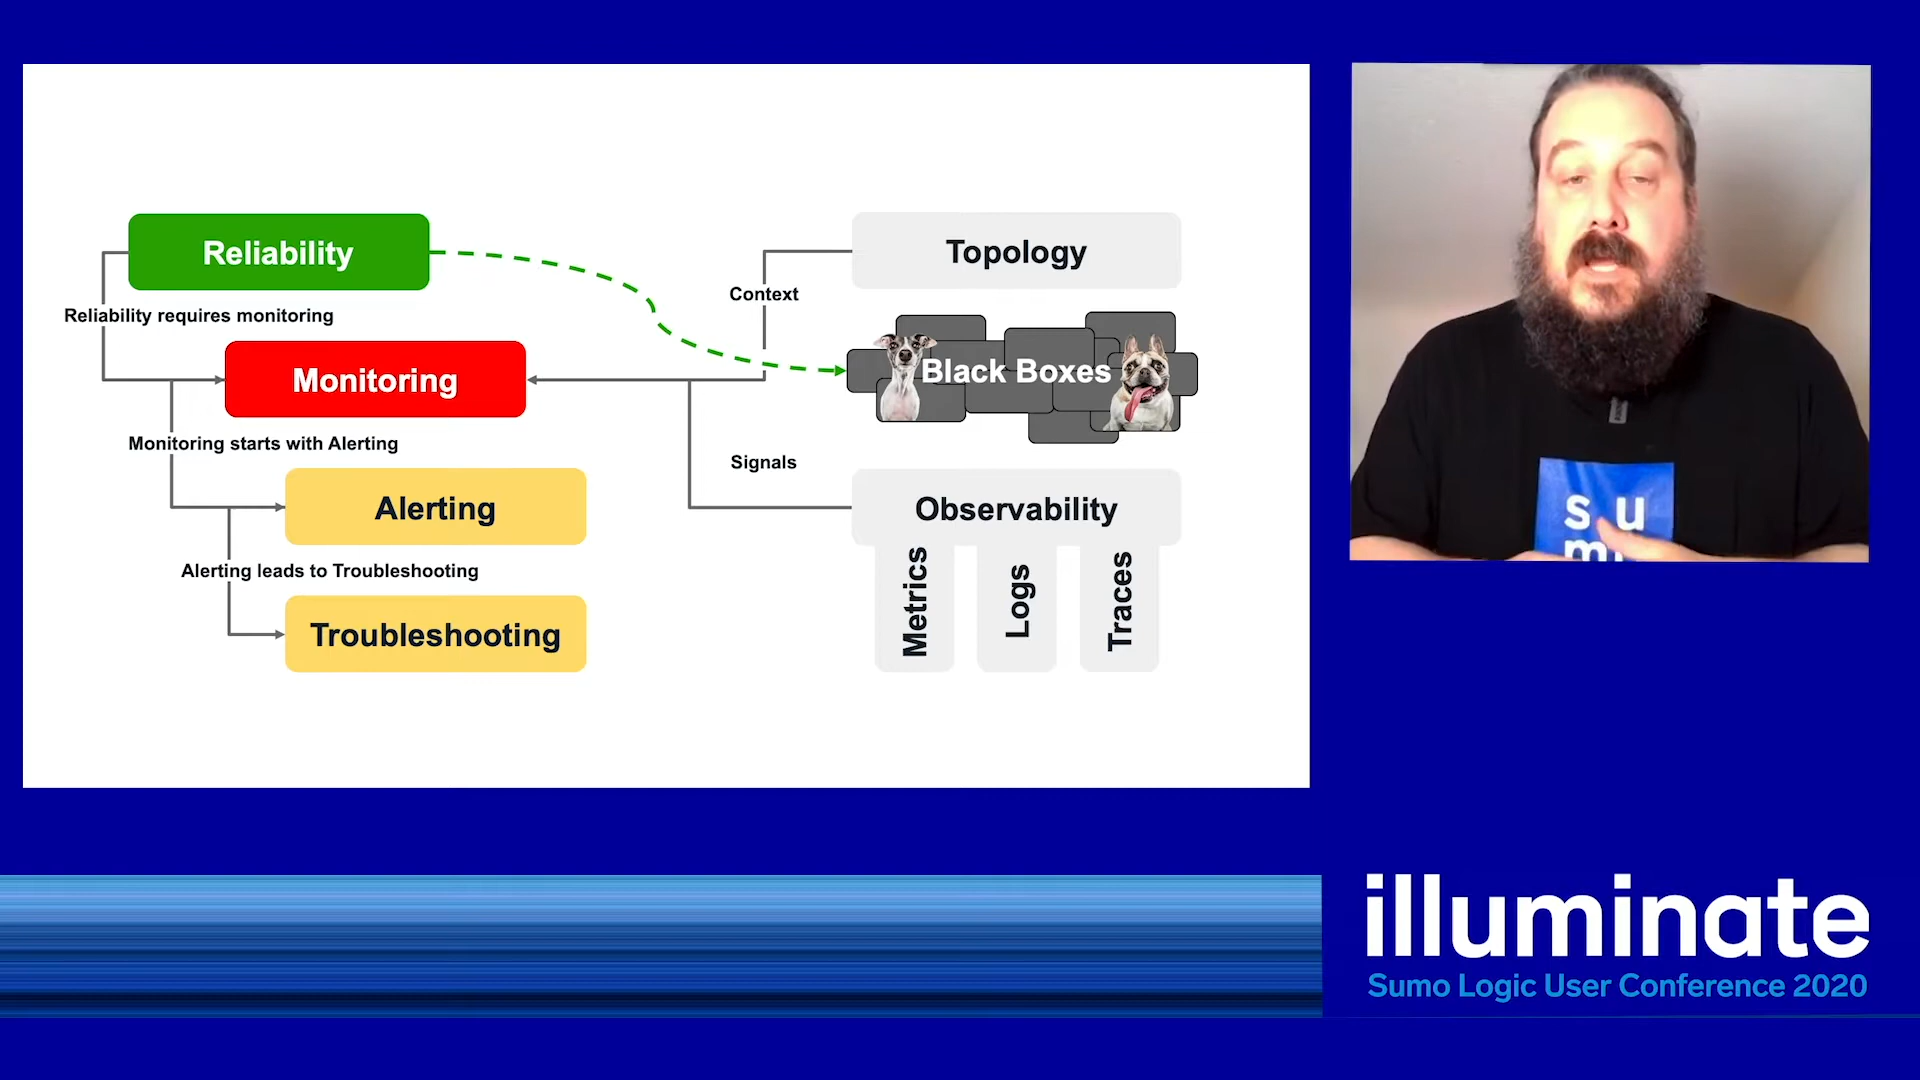 Reliability
Reliability requires monitoring
Monitoring
Monitoring starts with Alerting
Alerting
Alerting leads to Troubleshooting
Troubleshooting
Topology
Context
Black Boxes
Signals
Observability
Metrics
Logs
Traces
su
illuminate
Sumo Logic User Conference 2020